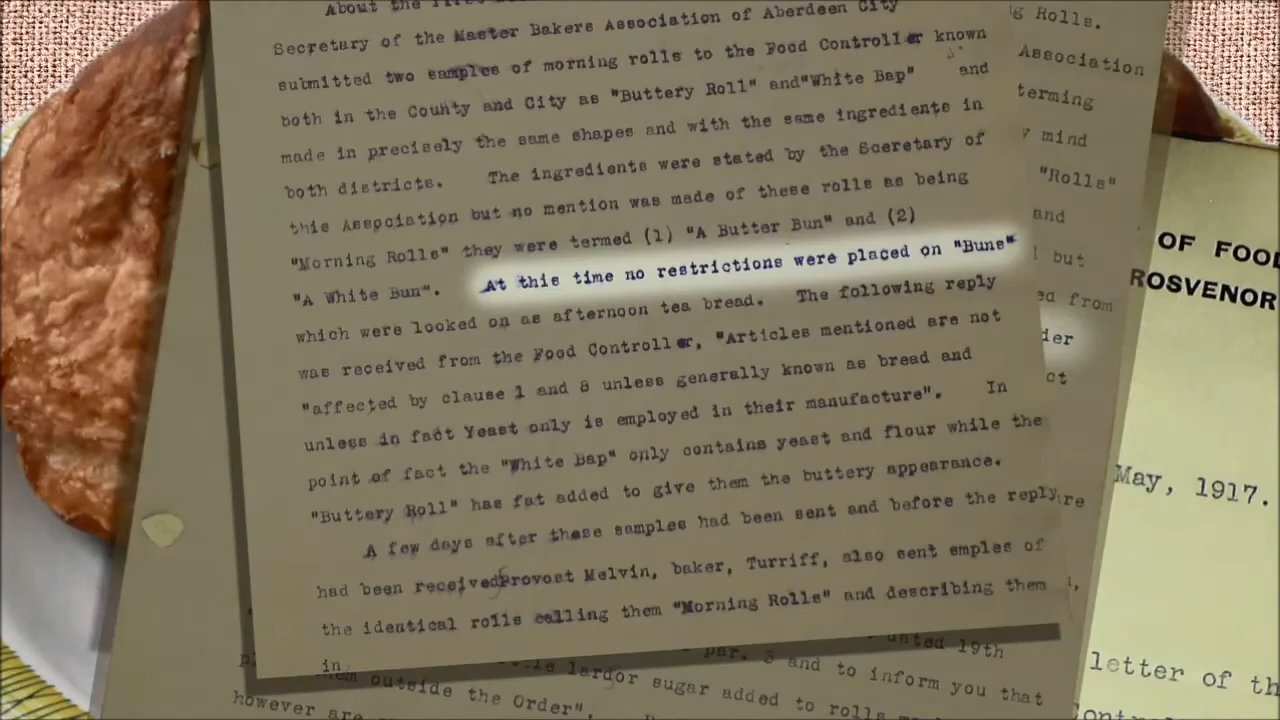 About the First
Secretary of the Master Bakers Association of Aberdeen City
submitted two samples of morning rolls to the Food Controller known
both in the County and City as "Buttery Roll" and"White Bap" and
made in precisely the same shapes and with the same ingredients in
both districts. The ingredients were stated by the Secretary of
this Association but no mention was made of these rolls as being
"Morning Rolls" they were termed (1) "A Butter Bun" and (2)
"A White Bun". At this time no restrictions were placed on "Buns"
which were looked on as afternoon tea bread. The following reply
was received from the Food Controller, "Articles mentioned are not
"affected by clause 1 and 8 unless generally known as bread and
unless in fact Yeast only is employed in their manufacture". In
point of fact the "White Bap" only contains yeast and flour while the
"Buttery Roll" has fat added to give them the buttery appearance.
A few days after these samples had been sent and before the reply
had been received Provost Melvin, baker, Turriff, also sent smples of
the identical rolls calling them "Morning Rolls" and describing them
in
Rolls.
Association
terming
mind
"Rolls"
and
but
from
OF FOOD
ROSVENOR
May, 1917.
letter of th
dated 19th
par. 3 and to inform you that
lardor sugar added to rolls
outside the Order".
however are